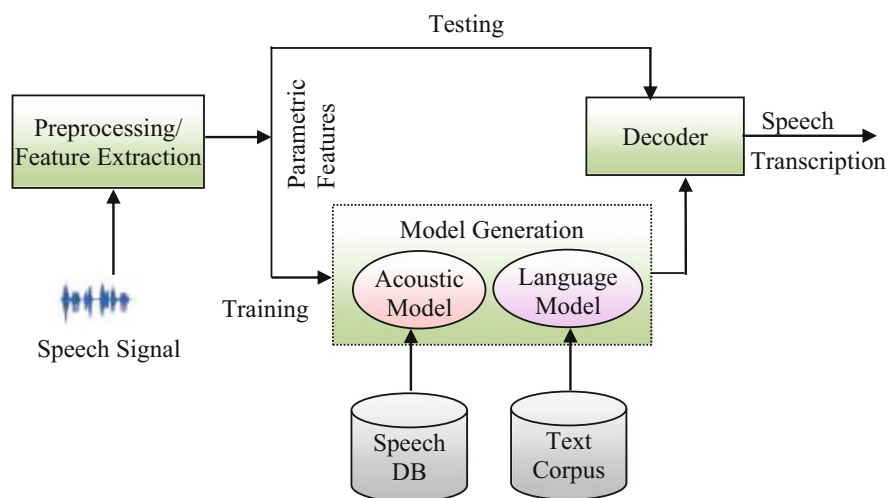 Testing
Preprocessing/
Feature Extraction
Parametric
Features
Decoder
Speech
Transcription
Model Generation
Acoustic
Model
Language
Model
Training
Speech Signal
Speech
DB
Text
Corpus